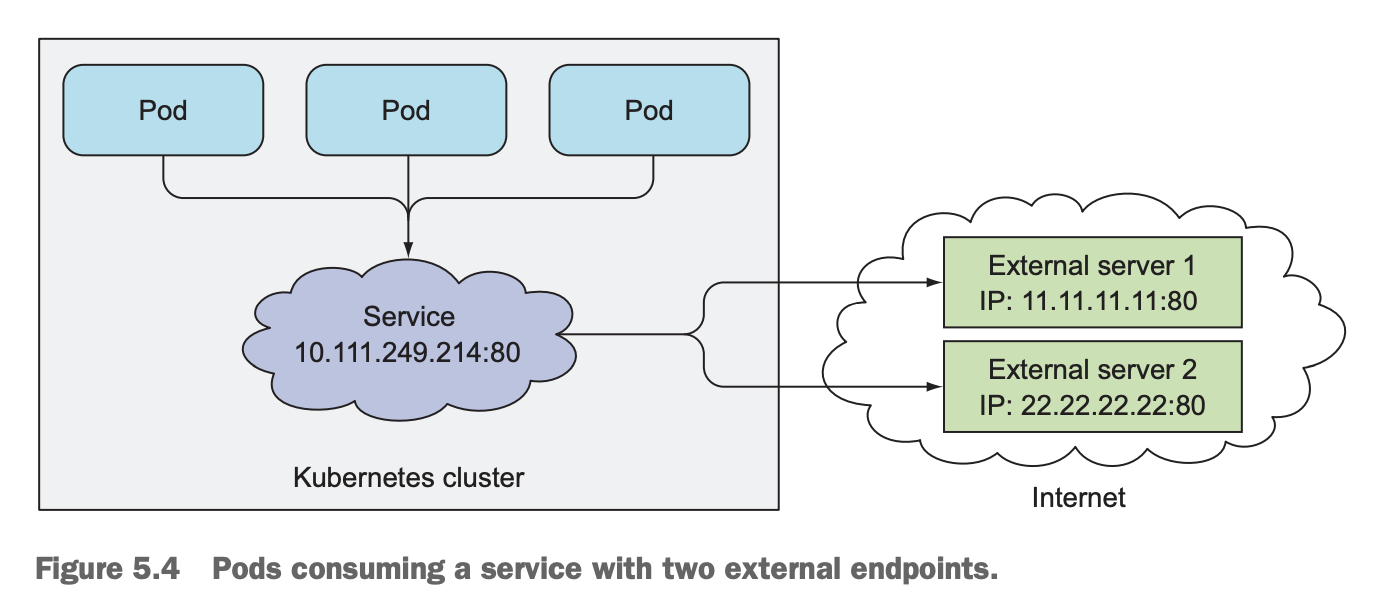 Pod
Pod
Pod
Service
10.111.249.214:80
Kubernetes cluster
External server 1
IP: 11.11.11.11:80
External server 2
IP: 22.22.22.22:80
Internet
Figure 5.4 Pods consuming a service with two external endpoints.